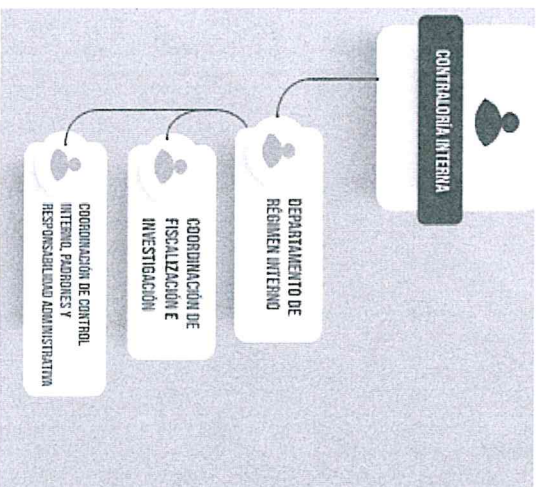 CONTRALORÍA INTERNA
DEPARTAMENTO DE
RÉGIMEN INTERNO
COORDINACIÓN DE
FISCALIZACIÓN E
INVESTIGACIÓN
COORDINACIÓN DE CONTROL
INTERNO, PADRONES Y
RESPONSABILIDAD ADMINISTRATIVA